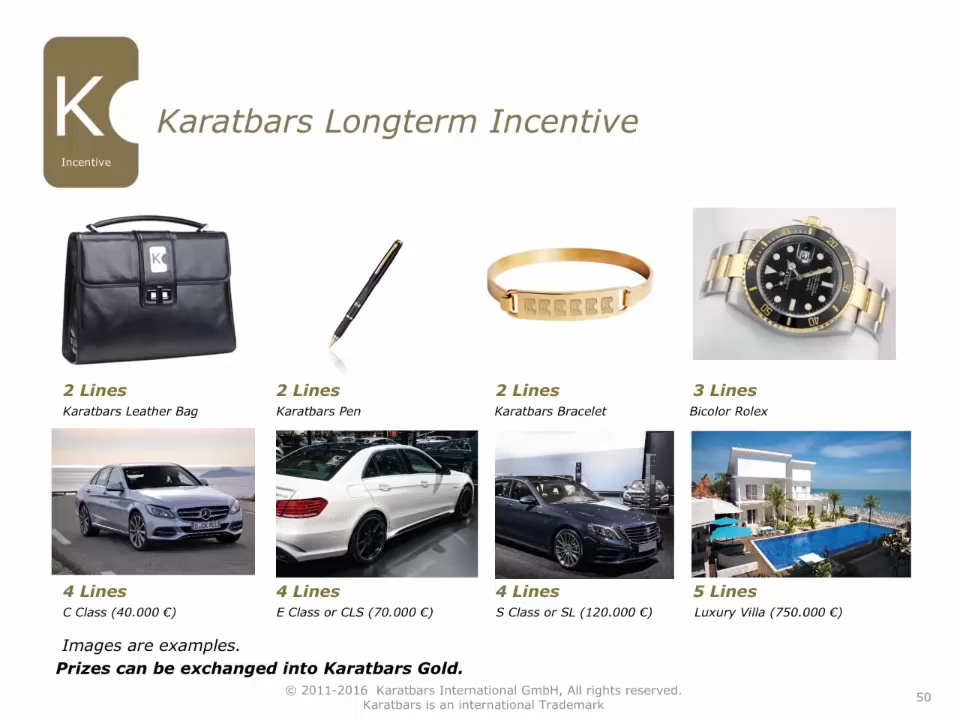 K
Incentive
Karatbars Longterm Incentive
K
2 Lines
Karatbars Leather Bag
2 Lines
Karatbars Pen
2 Lines
Karatbars Bracelet
3 Lines
Bicolor Rolex
4 Lines
C Class (40.000 €)
4 Lines
E Class or CLS (70.000 €)
4 Lines
S Class or SL (120.000 €)
5 Lines
Luxury Villa (750.000 €)
Images are examples.
Prizes can be exchanged into Karatbars Gold.
© 2011-2016 Karatbars International GmbH, All rights reserved.
Karatbars is an international Trademark
50